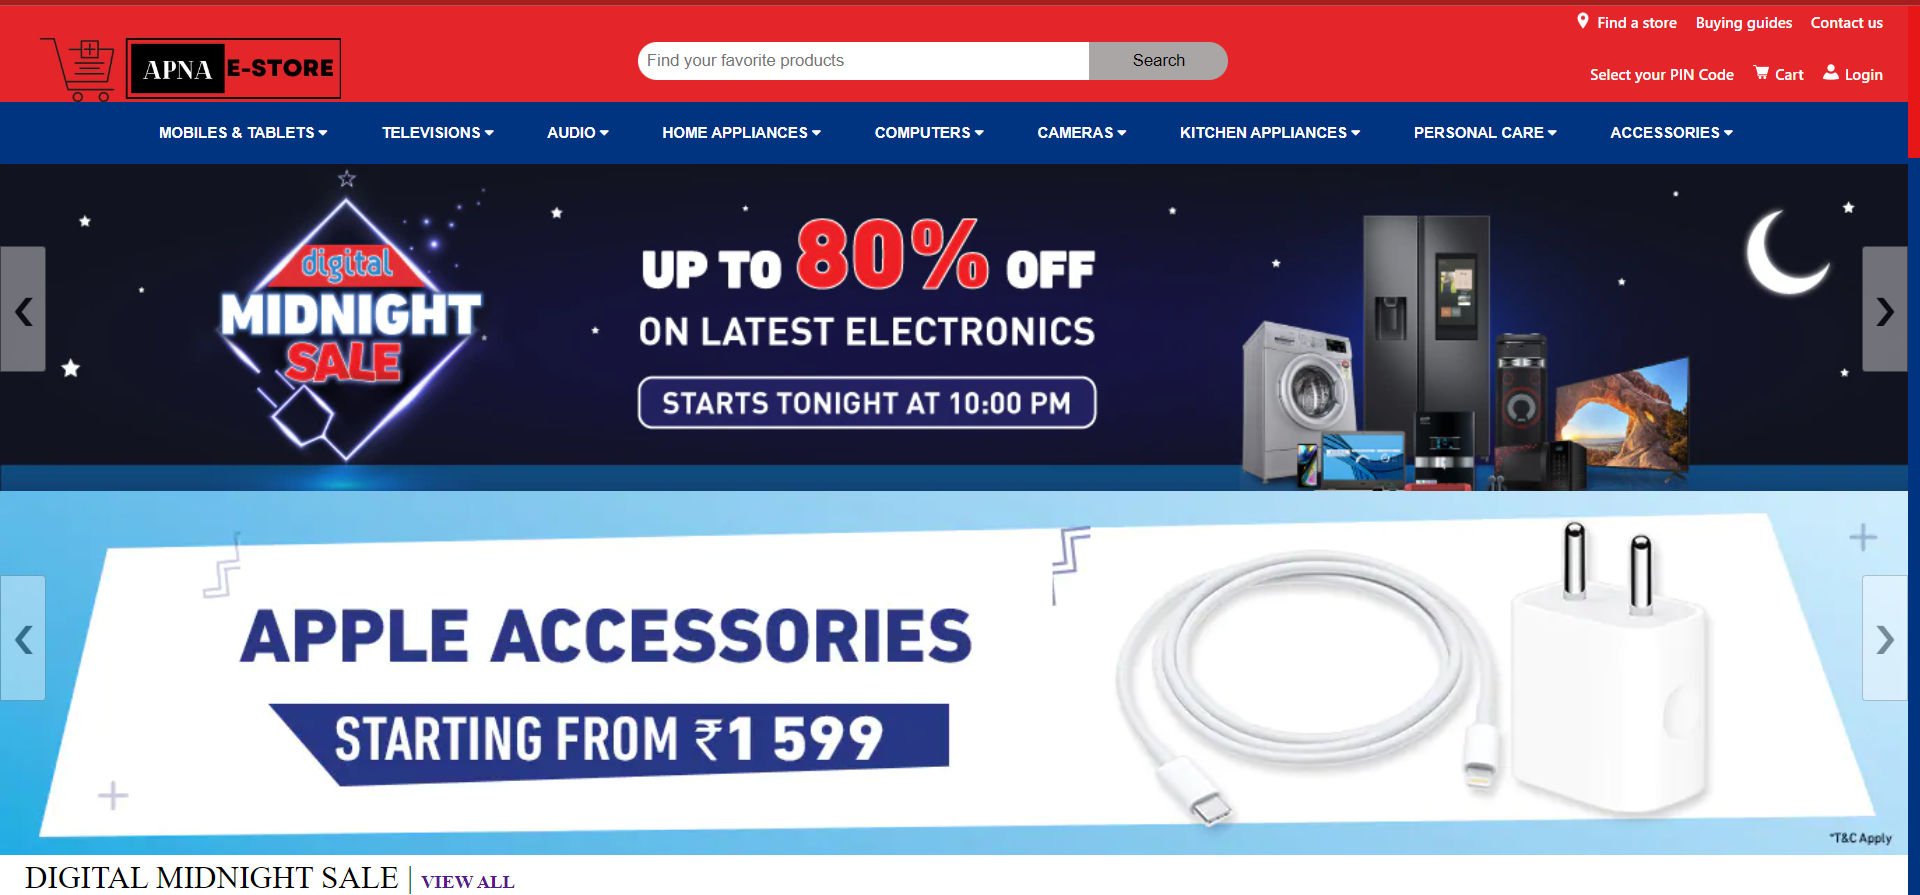 Find a store Buying guides Contact us
APNA E-STORE
Find your favorite products Search
Select your PIN Code Cart Login
MOBILES & TABLETS TELEVISIONS AUDIO HOME APPLIANCES COMPUTERS CAMERAS KITCHEN APPLIANCES PERSONAL CARE ACCESSORIES
digital
MIDNIGHT
SALE
UP TO 80% OFF
ON LATEST ELECTRONICS
STARTS TONIGHT AT 10:00 PM
APPLE ACCESSORIES
STARTING FROM ₹1 599
*T&C Apply
DIGITAL MIDNIGHT SALE | VIEW ALL